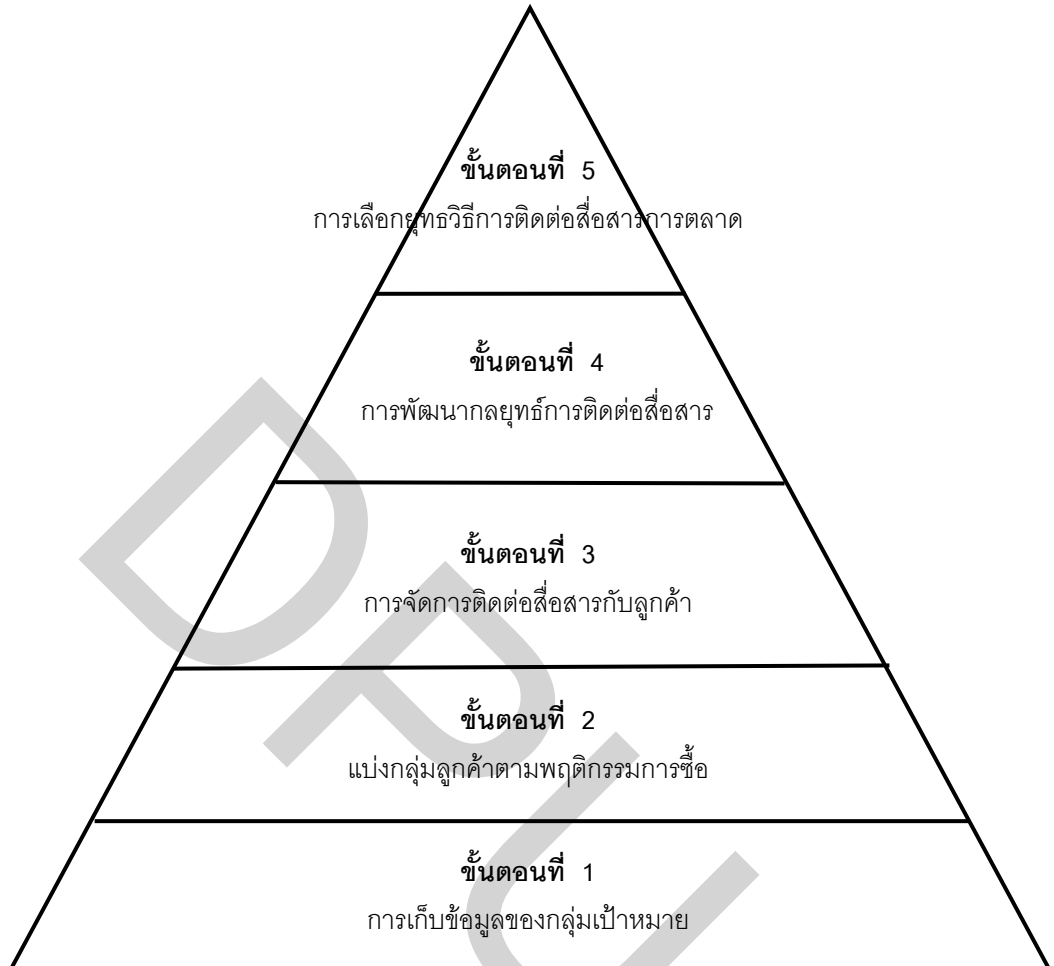 ขั้นตอนที่ 5
การเลือกยุทธวิธีการติดต่อสื่อสารการตลาด
ขั้นตอนที่ 4
การพัฒนากลยุทธ์การติดต่อสื่อสาร
ขั้นตอนที่ 3
การจัดการติดต่อสื่อสารกับลูกค้า
ขั้นตอนที่ 2
แบ่งกลุ่มลูกค้าตามพฤติกรรมการซื้อ
ขั้นตอนที่ 1
การเก็บข้อมูลของกลุ่มเป้าหมาย
DPU